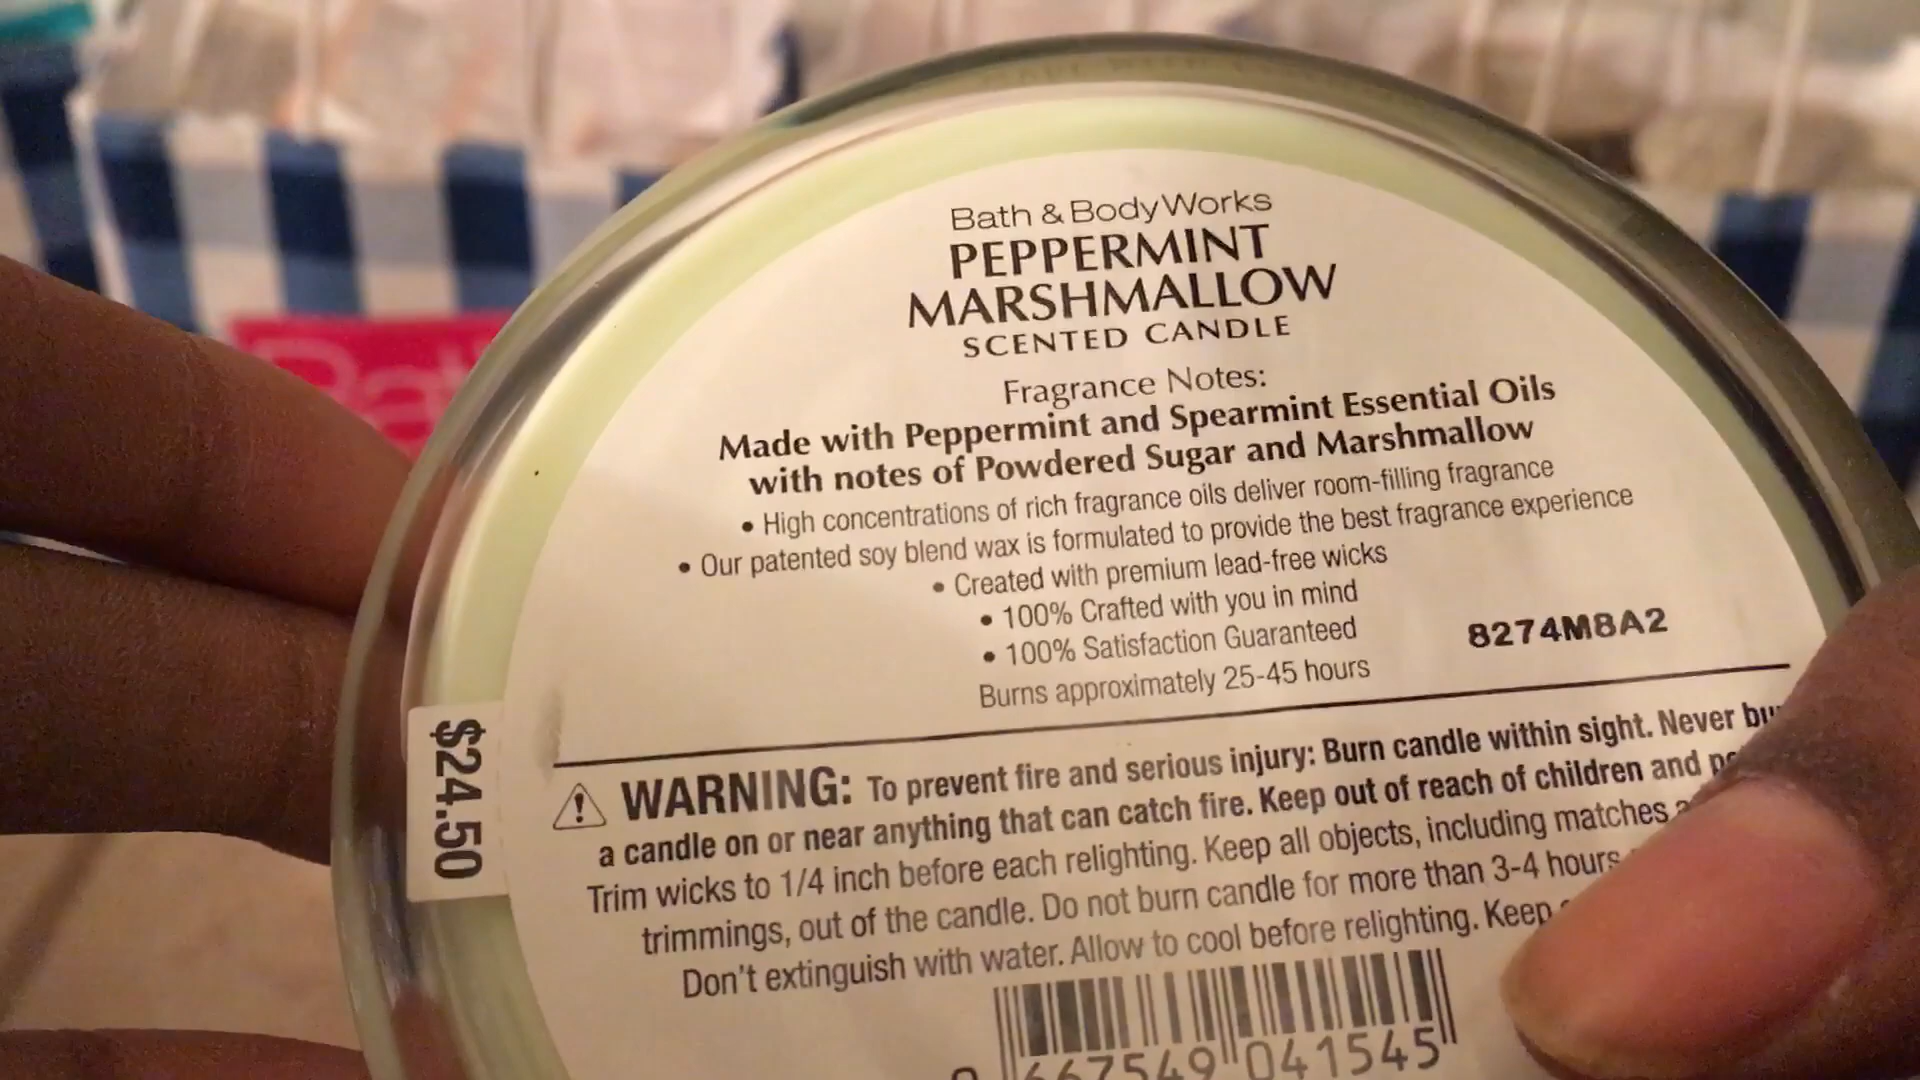 Bath & Body Works
PEPPERMINT
MARSHMALLOW
SCENTED CANDLE
Fragrance Notes:
Made with Peppermint and Spearmint Essential Oils
with notes of Powdered Sugar and Marshmallow
• High concentrations of rich fragrance oils deliver room-filling fragrance
• Our patented soy blend wax is formulated to provide the best fragrance experience
• Created with premium lead-free wicks
• 100% Crafted with you in mind
• 100% Satisfaction Guaranteed
Burns approximately 25-45 hours
8274M8A2
$24.50
WARNING: To prevent fire and serious injury: Burn candle within sight. Never
a candle on or near anything that can catch fire. Keep out of reach of children and
Trim wicks to 1/4 inch before each relighting. Keep all objects, including matches
trimmings, out of the candle. Do not burn candle for more than 3-4 hours
Don't extinguish with water. Allow to cool before relighting. Keep
667549 041545